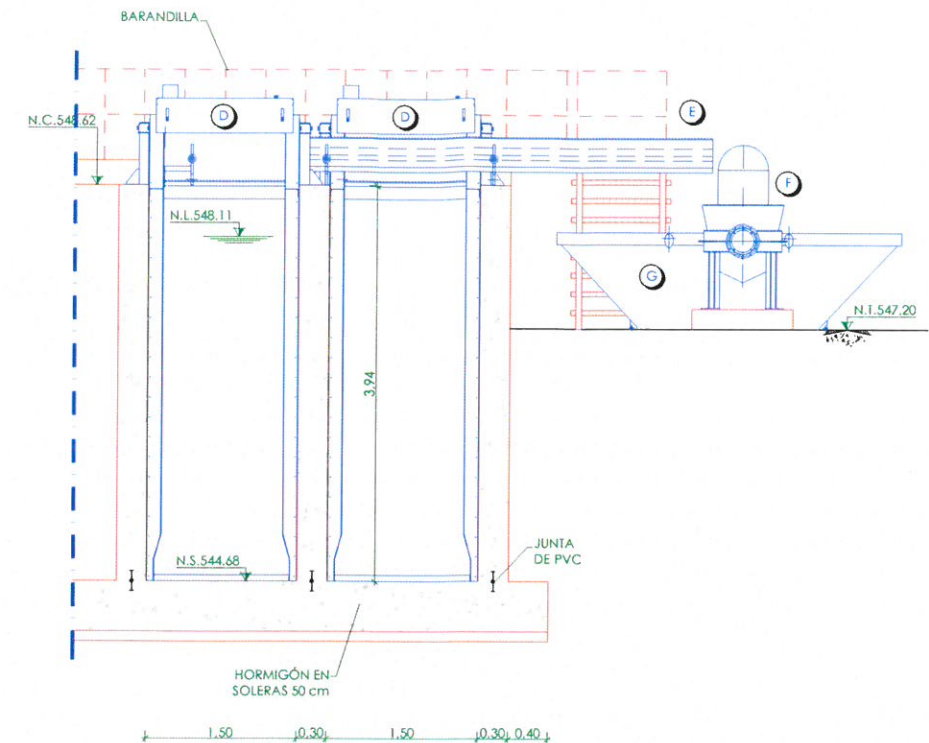 BARANDILLA
N.C.548.62
D
D
E
F
N.L.548.11
G
N.T.547.20
3,94
N.S.544.68
JUNTA
DE PVC
HORMIGÓN EN
SOLERAS 50 cm
1,50
0,30
1,50
0,30
0,40